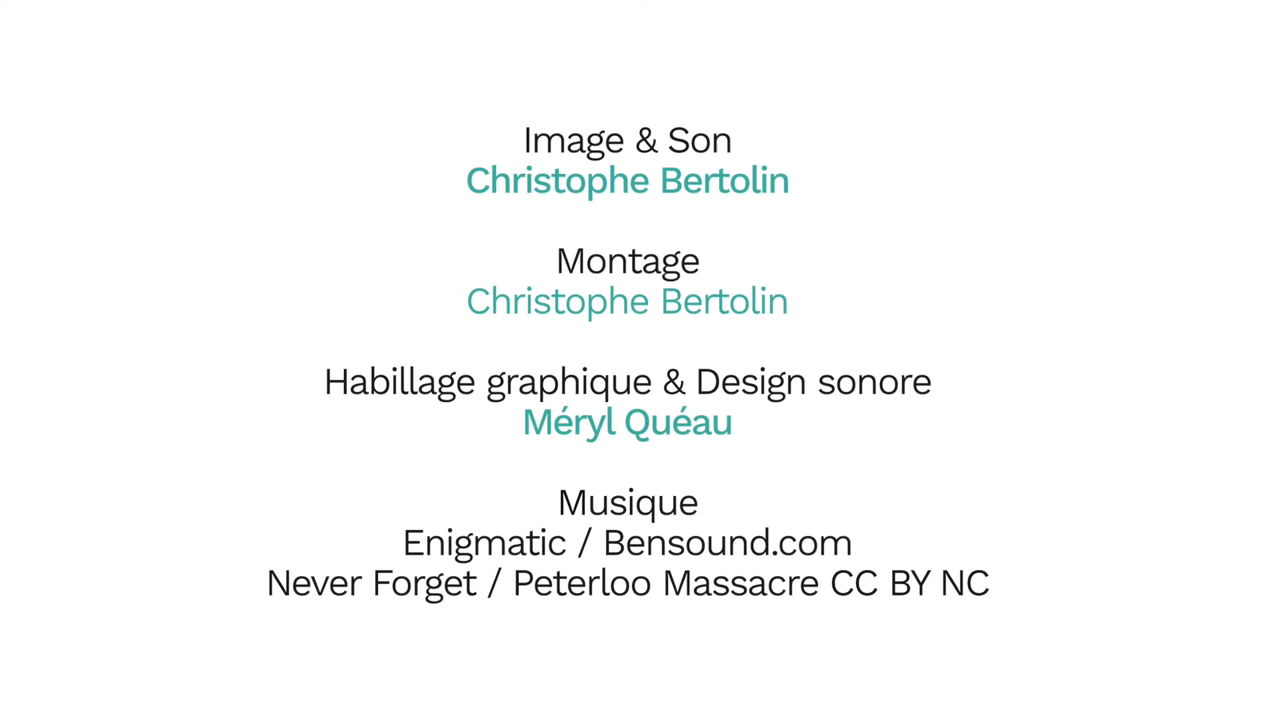 Image & Son
Christophe Bertolin
Montage
Christophe Bertolin
Habillage graphique & Design sonore
Méryl Quéau
Musique
Enigmatic / Bensound.com
Never Forget / Peterloo Massacre CC BY NC